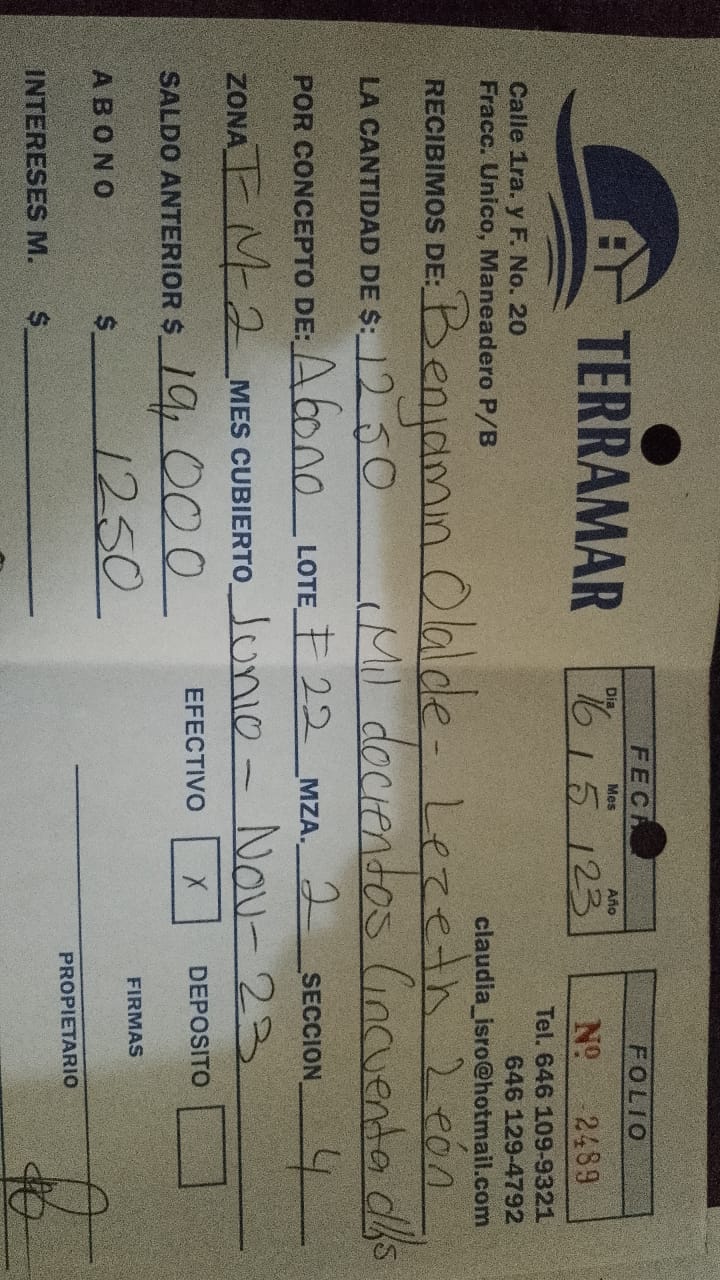 TERRAMAR
FECHA
Dia Mes Año
16 / 5 / 23
FOLIO
Nº 2489
Calle 1ra. y F. No. 20
Fracc. Unico, Maneadero P/B
Tel. 646 109-9321
646 129-4792
claudia_isro@hotmail.com
RECIBIMOS DE: Benjamin Olalde - Lezeth León
LA CANTIDAD DE $: 1250 (Mil docientos Cincuenta dlls
POR CONCEPTO DE: Abono LOTE F22 MZA. 2 SECCION 4
ZONA T-M-2 MES CUBIERTO Junio - Nov - 23
SALDO ANTERIOR $ 19,000 EFECTIVO X DEPOSITO
ABONO $ 1250 FIRMAS
INTERESES M. $ PROPIETARIO